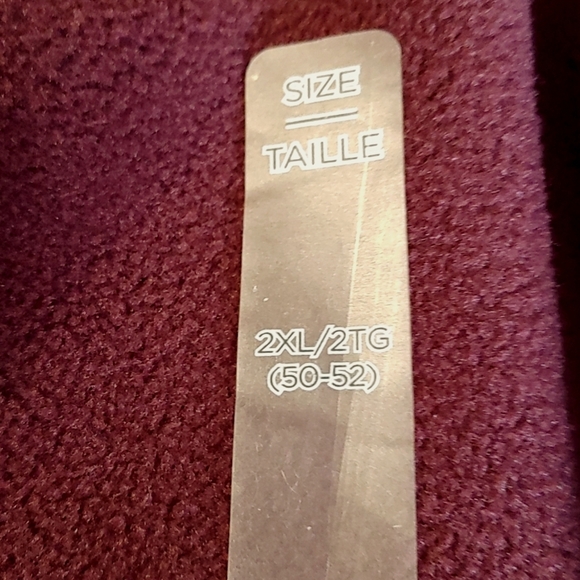 SIZE
TAILLE
2XL/2TG
(50-52)